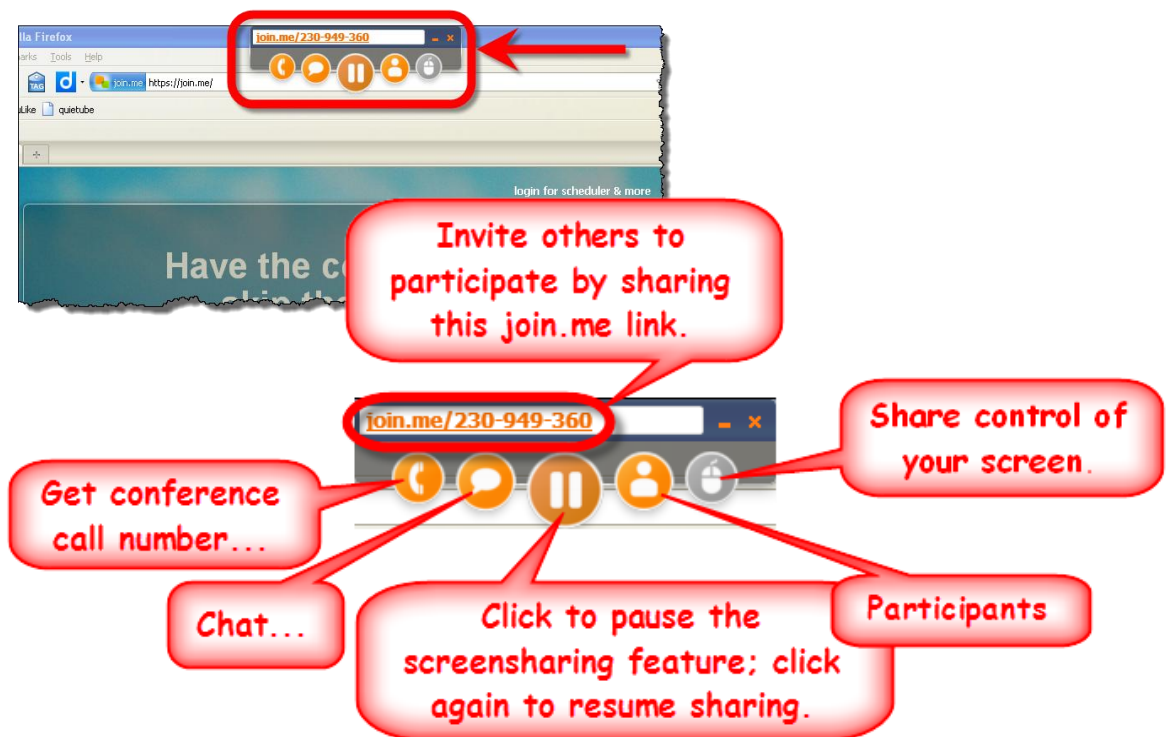 lla Firefox
join.me/230-949-360
arks Tools Help
TAG
d
join.me https://join.me/
uLike quietube
login for scheduler & more
Have the c
Invite others to
participate by sharing
this join.me link.
join.me/230-949-360
Share control of
your screen.
Get conference
call number...
Chat...
Click to pause the
screensharing feature; click
again to resume sharing.
Participants